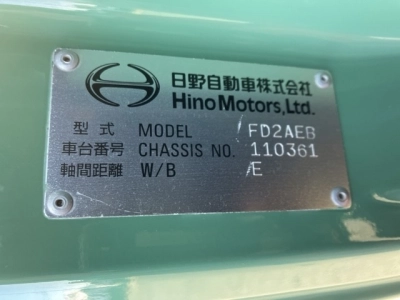 日野自動車株式会社
Hino Motors, Ltd.
型式 MODEL FD2AEB
車台番号 CHASSIS NO. 110361
軸間距離 W/B E